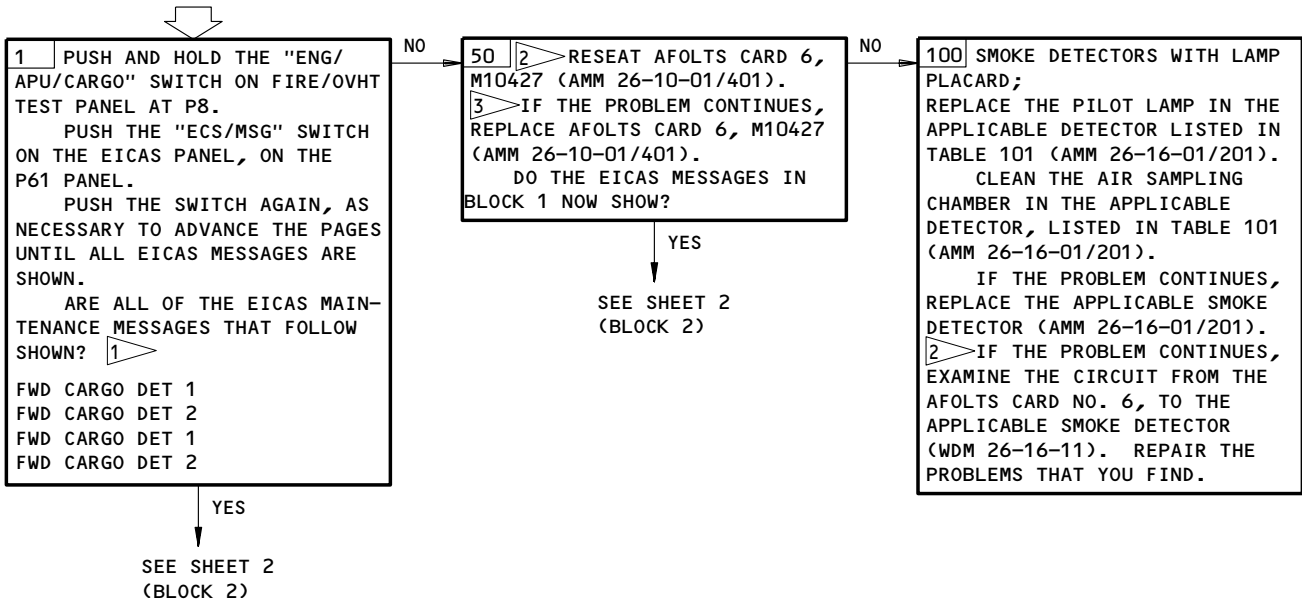 1 PUSH AND HOLD THE "ENG/
APU/CARGO" SWITCH ON FIRE/OVHT
TEST PANEL AT P8.
PUSH THE "ECS/MSG" SWITCH
ON THE EICAS PANEL, ON THE
P61 PANEL.
PUSH THE SWITCH AGAIN, AS
NECESSARY TO ADVANCE THE PAGES
UNTIL ALL EICAS MESSAGES ARE
SHOWN.
ARE ALL OF THE EICAS MAIN-
TENANCE MESSAGES THAT FOLLOW
SHOWN? 1
FWD CARGO DET 1
FWD CARGO DET 2
FWD CARGO DET 1
FWD CARGO DET 2
YES
SEE SHEET 2
(BLOCK 2)
NO
50 2 RESEAT AFOLTS CARD 6,
M10427 (AMM 26-10-01/401).
3 IF THE PROBLEM CONTINUES,
REPLACE AFOLTS CARD 6, M10427
(AMM 26-10-01/401).
DO THE EICAS MESSAGES IN
BLOCK 1 NOW SHOW?
YES
SEE SHEET 2
(BLOCK 2)
NO
100 SMOKE DETECTORS WITH LAMP
PLACARD;
REPLACE THE PILOT LAMP IN THE
APPLICABLE DETECTOR LISTED IN
TABLE 101 (AMM 26-16-01/201).
CLEAN THE AIR SAMPLING
CHAMBER IN THE APPLICABLE
DETECTOR, LISTED IN TABLE 101
(AMM 26-16-01/201).
IF THE PROBLEM CONTINUES,
REPLACE THE APPLICABLE SMOKE
DETECTOR (AMM 26-16-01/201).
2 IF THE PROBLEM CONTINUES,
EXAMINE THE CIRCUIT FROM THE
AFOLTS CARD NO. 6, TO THE
APPLICABLE SMOKE DETECTOR
(WDM 26-16-11). REPAIR THE
PROBLEMS THAT YOU FIND.